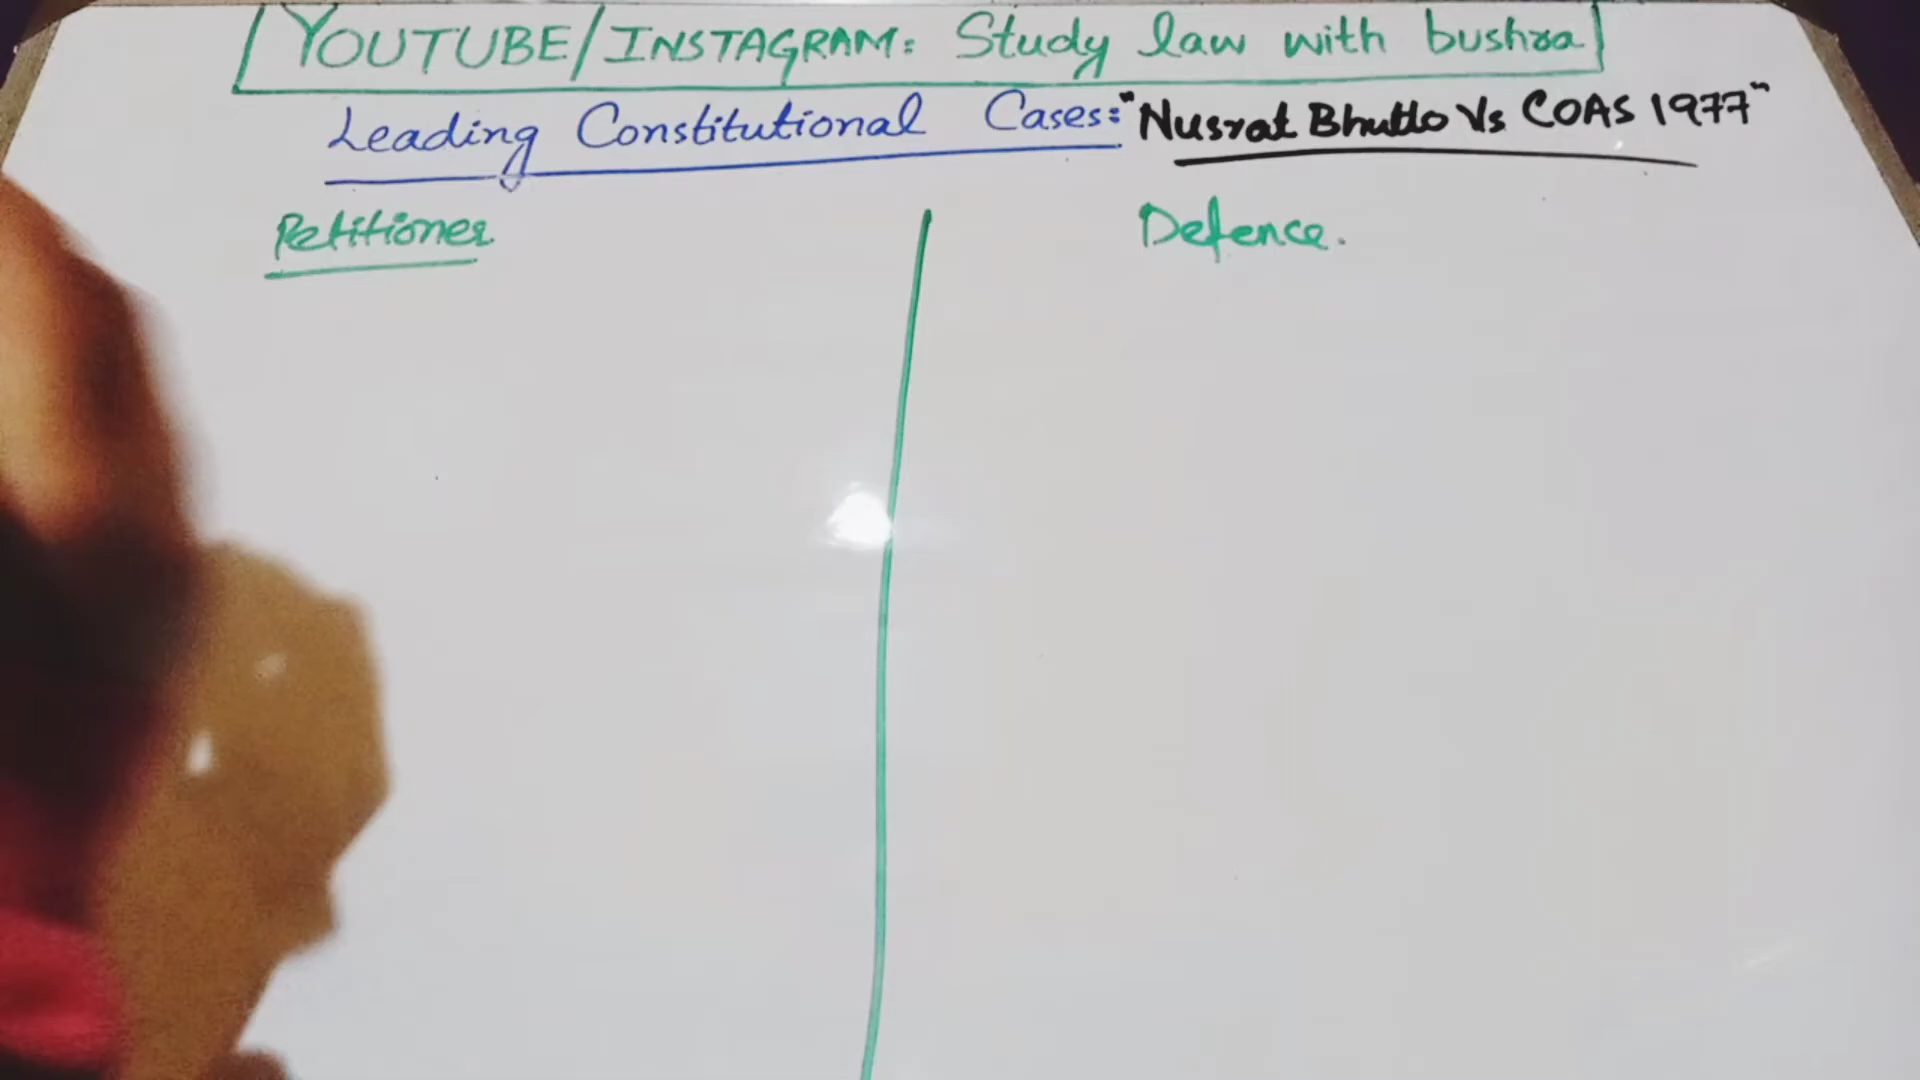 YOUTUBE/INSTAGRAM: Study law with bushra
Leading Constitutional Cases: "Nusrat Bhutto Vs COAS 1977"
Petitioner
Defence.